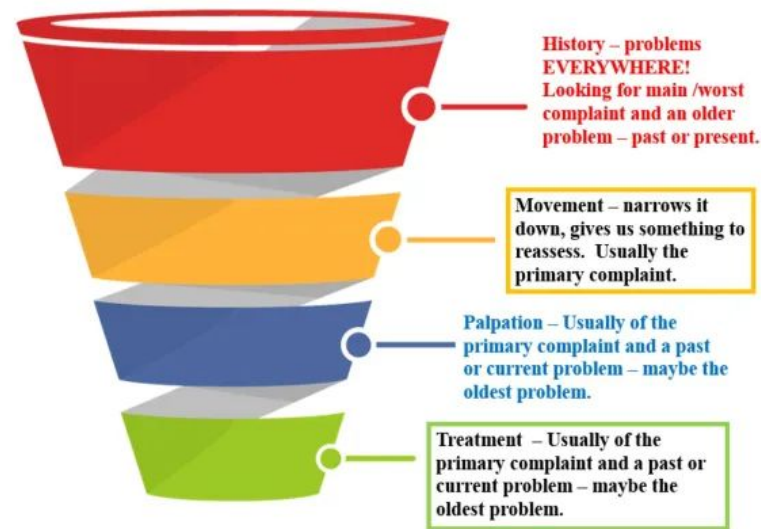 History – problems
EVERYWHERE!
Looking for main /worst
complaint and an older
problem – past or present.
Movement – narrows it
down, gives us something to
reassess.  Usually the
primary complaint.
Palpation – Usually of the
primary complaint and a past
or current problem – maybe the
oldest problem.
Treatment  – Usually of the
primary complaint and a past or
current problem – maybe the
oldest problem.